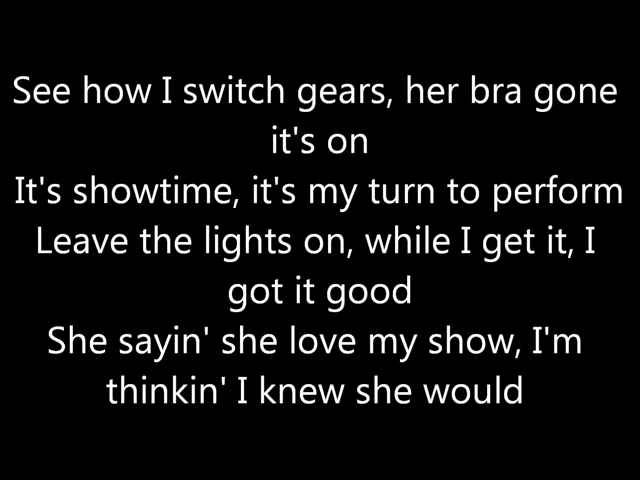 See how I switch gears, her bra gone
it's on
It's showtime, it's my turn to perform
Leave the lights on, while I get it, I
got it good
She sayin' she love my show, I'm
thinkin' I knew she would